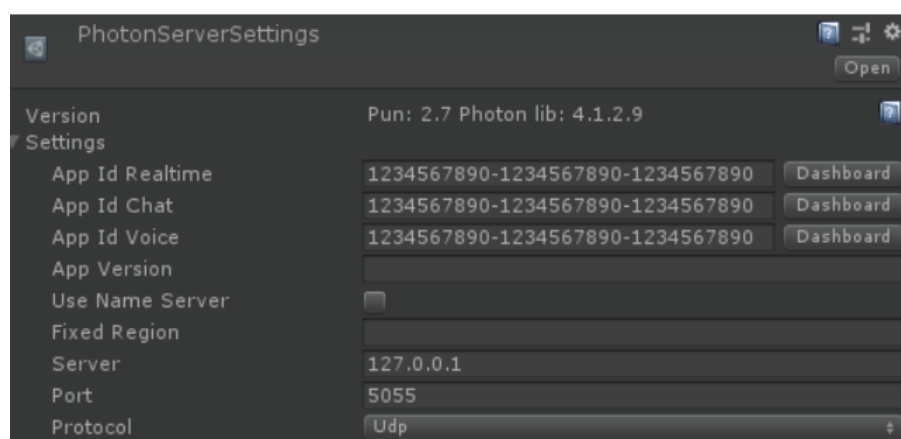 PhotonServerSettings
Open
Version Pun: 2.7 Photon lib: 4.1.2.9
Settings
App Id Realtime 1234567890-1234567890-1234567890 Dashboard
App Id Chat 1234567890-1234567890-1234567890 Dashboard
App Id Voice 1234567890-1234567890-1234567890 Dashboard
App Version
Use Name Server
Fixed Region
Server 127.0.0.1
Port 5055
Protocol Udp